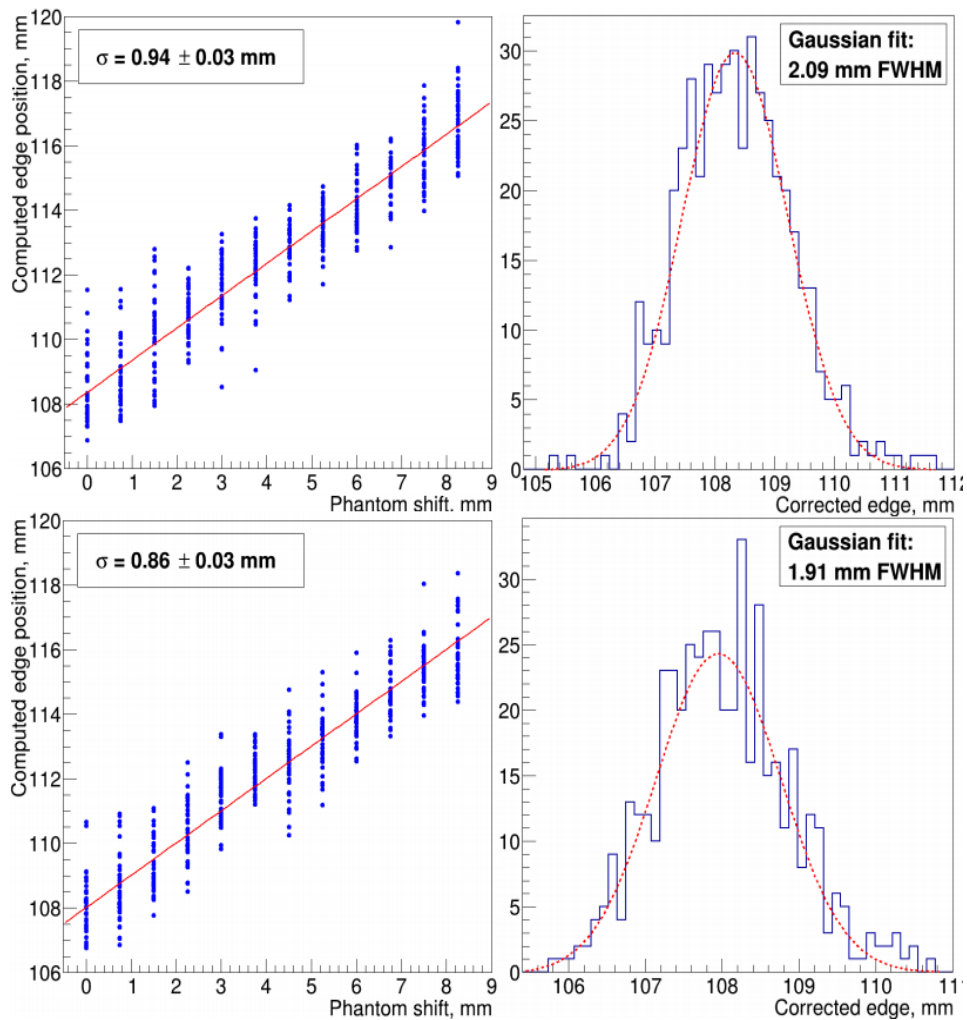 Computed edge position, mm
120
118
116
114
112
110
108
106
σ = 0.94 ± 0.03 mm
0 1 2 3 4 5 6 7 8 9
Phantom shift. mm
30
25
20
15
10
5
0
Gaussian fit:
2.09 mm FWHM
105 106 107 108 109 110 111 112
Corrected edge, mm
Computed edge position, mm
120
118
116
114
112
110
108
106
σ = 0.86 ± 0.03 mm
0 1 2 3 4 5 6 7 8 9
Phantom shift, mm
30
25
20
15
10
5
0
Gaussian fit:
1.91 mm FWHM
106 107 108 109 110 111
Corrected edge, mm